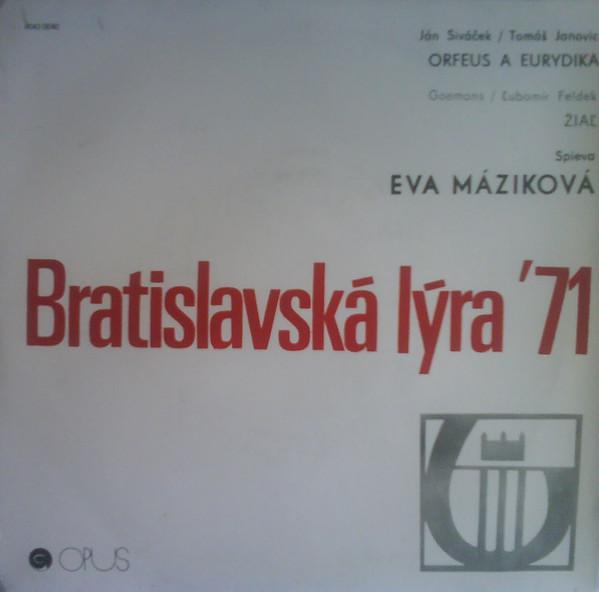 Ján Siváček / Tomáš Janovic
ORFEUS A EURYDIKA
Goemans / Ľubomír Feldek
ŽIAĽ
Spieva
EVA MÁZIKOVÁ
Bratislavská lýra '71
OPUS